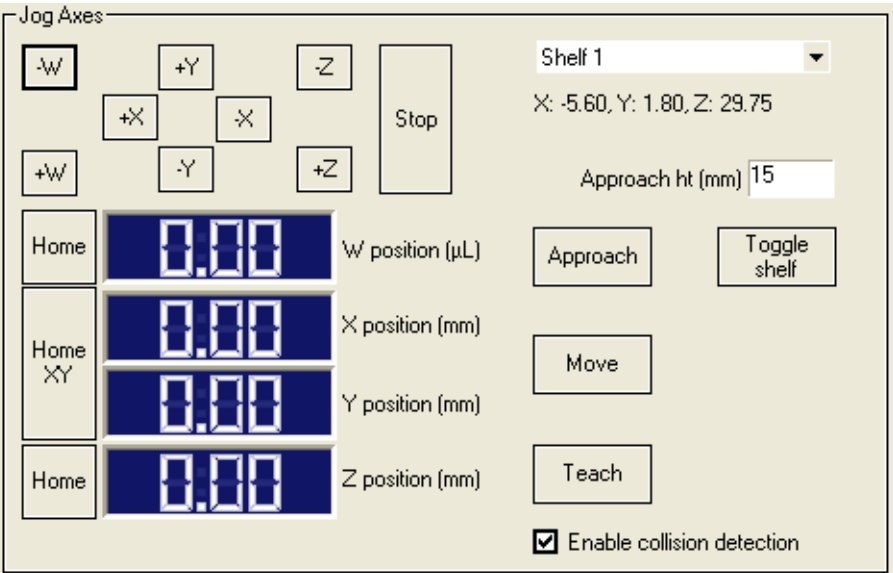 Jog Axes
-W
+Y
-Z
+X
-X
Stop
+W
-Y
+Z
Shelf 1
X: -5.60, Y: 1.80, Z: 29.75
Approach ht (mm) 15
Home
0.00
W position (µL)
Approach
Toggle
shelf
Home
XY
0.00
X position (mm)
0.00
Y position (mm)
Move
Home
0.00
Z position (mm)
Teach
Enable collision detection